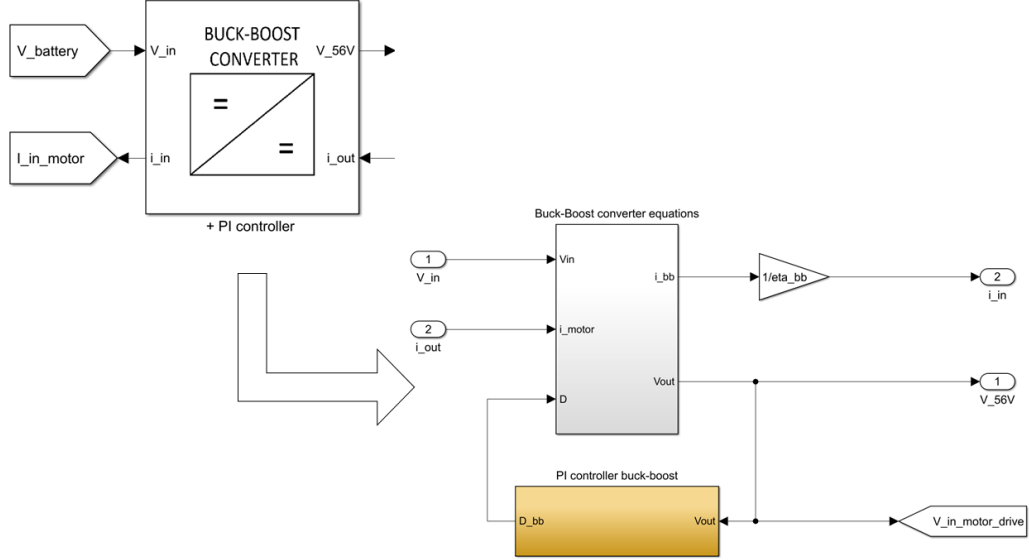 V_battery
V_in
BUCK-BOOST
CONVERTER
V_56V
=
=
I_in_motor
i_in
i_out
+ PI controller
Buck-Boost converter equations
1
V_in
Vin
i_bb
1/eta_bb
2
i_in
2
i_out
i_motor
Vout
1
V_56V
D
PI controller buck-boost
D_bb
Vout
V_in_motor_drive